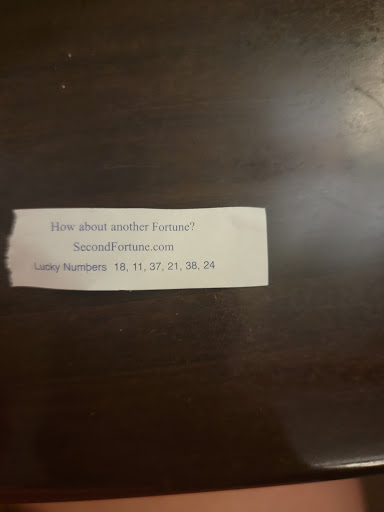 How about another Fortune?
SecondFortune.com
Lucky Numbers 18, 11, 37, 21, 38, 24